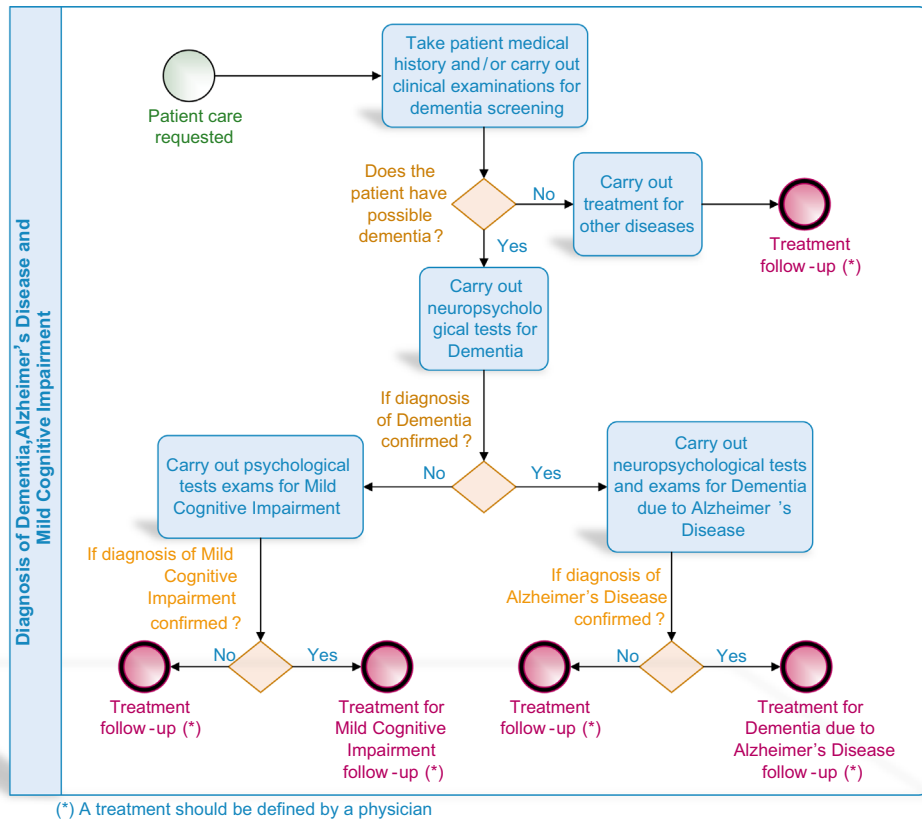 Diagnosis of Dementia,Alzheimer's Disease and
Mild Cognitive Impairment
Patient care
requested
Take patient medical
history and/or carry out
clinical examinations for
dementia screening
Does the
patient have
possible
dementia?
No
Carry out
treatment for
other diseases
Treatment
follow-up (*)
Yes
Carry out
neuropsycholo
gical tests for
Dementia
If diagnosis
of Dementia
confirmed?
No
Yes
Carry out psychological
tests exams for Mild
Cognitive Impairment
Carry out
neuropsychological tests
and exams for Dementia
due to Alzheimer 's
Disease
If diagnosis of Mild
Cognitive
Impairment
confirmed?
No
Yes
Treatment
follow-up (*)
Treatment for
Mild Cognitive
Impairment
follow-up (*)
If diagnosis of
Alzheimer's Disease
confirmed?
No
Yes
Treatment
follow-up (*)
Treatment for
Dementia due to
Alzheimer's Disease
follow-up (*)
(*) A treatment should be defined by a physician